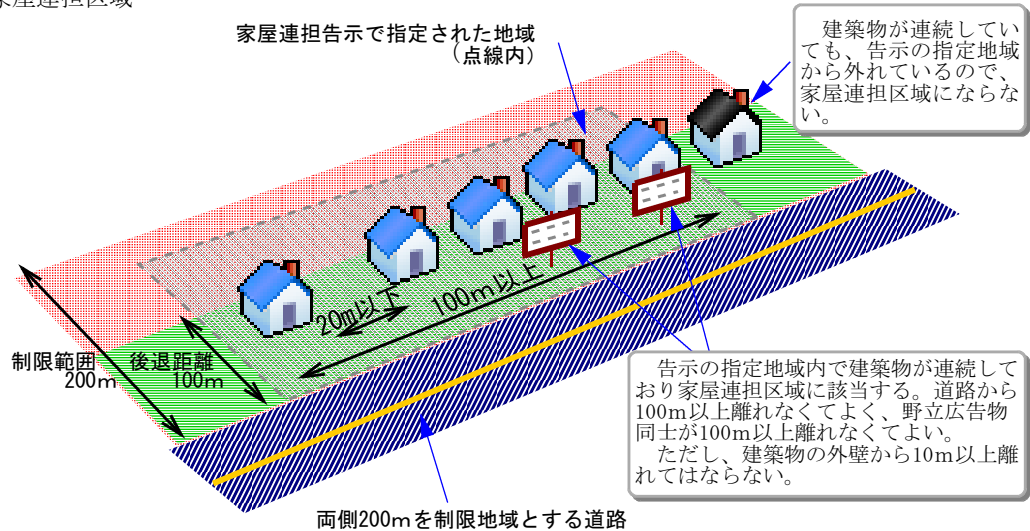 家屋連担区域
家屋連担告示で指定された地域
（点線内）
建築物が連続してい
ても、告示の指定地域
から外れているので、
家屋連担区域にならな
い。
20m以下
100m以上
制限範囲
200m
後退距離
100m
告示の指定地域内で建築物が連続して
おり家屋連担区域に該当する。道路から
100m以上離れなくてよく、野立広告物
同士が100m以上離れなくてよい。
ただし、建築物の外壁から10m以上離
れてはならない。
両側200mを制限地域とする道路